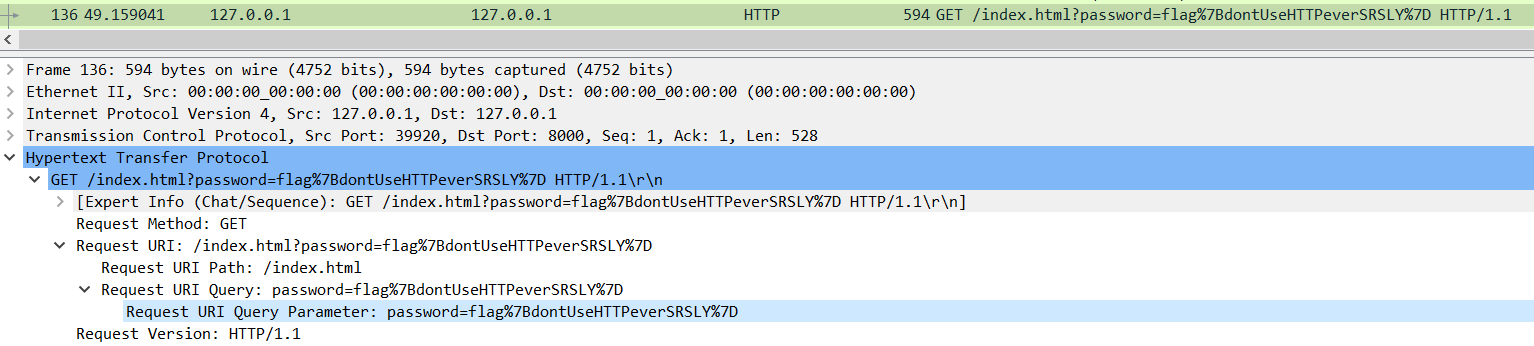 136 49.159041 127.0.0.1 127.0.0.1 HTTP 594 GET /index.html?password=flag%7BdontUseHTTPeverSRSLY%7D HTTP/1.1
Frame 136: 594 bytes on wire (4752 bits), 594 bytes captured (4752 bits)
Ethernet II, Src: 00:00:00_00:00:00 (00:00:00:00:00:00), Dst: 00:00:00_00:00:00 (00:00:00:00:00:00)
Internet Protocol Version 4, Src: 127.0.0.1, Dst: 127.0.0.1
Transmission Control Protocol, Src Port: 39920, Dst Port: 8000, Seq: 1, Ack: 1, Len: 528
Hypertext Transfer Protocol
GET /index.html?password=flag%7BdontUseHTTPeverSRSLY%7D HTTP/1.1\r\n
[Expert Info (Chat/Sequence): GET /index.html?password=flag%7BdontUseHTTPeverSRSLY%7D HTTP/1.1\r\n]
Request Method: GET
Request URI: /index.html?password=flag%7BdontUseHTTPeverSRSLY%7D
Request URI Path: /index.html
Request URI Query: password=flag%7BdontUseHTTPeverSRSLY%7D
Request URI Query Parameter: password=flag%7BdontUseHTTPeverSRSLY%7D
Request Version: HTTP/1.1